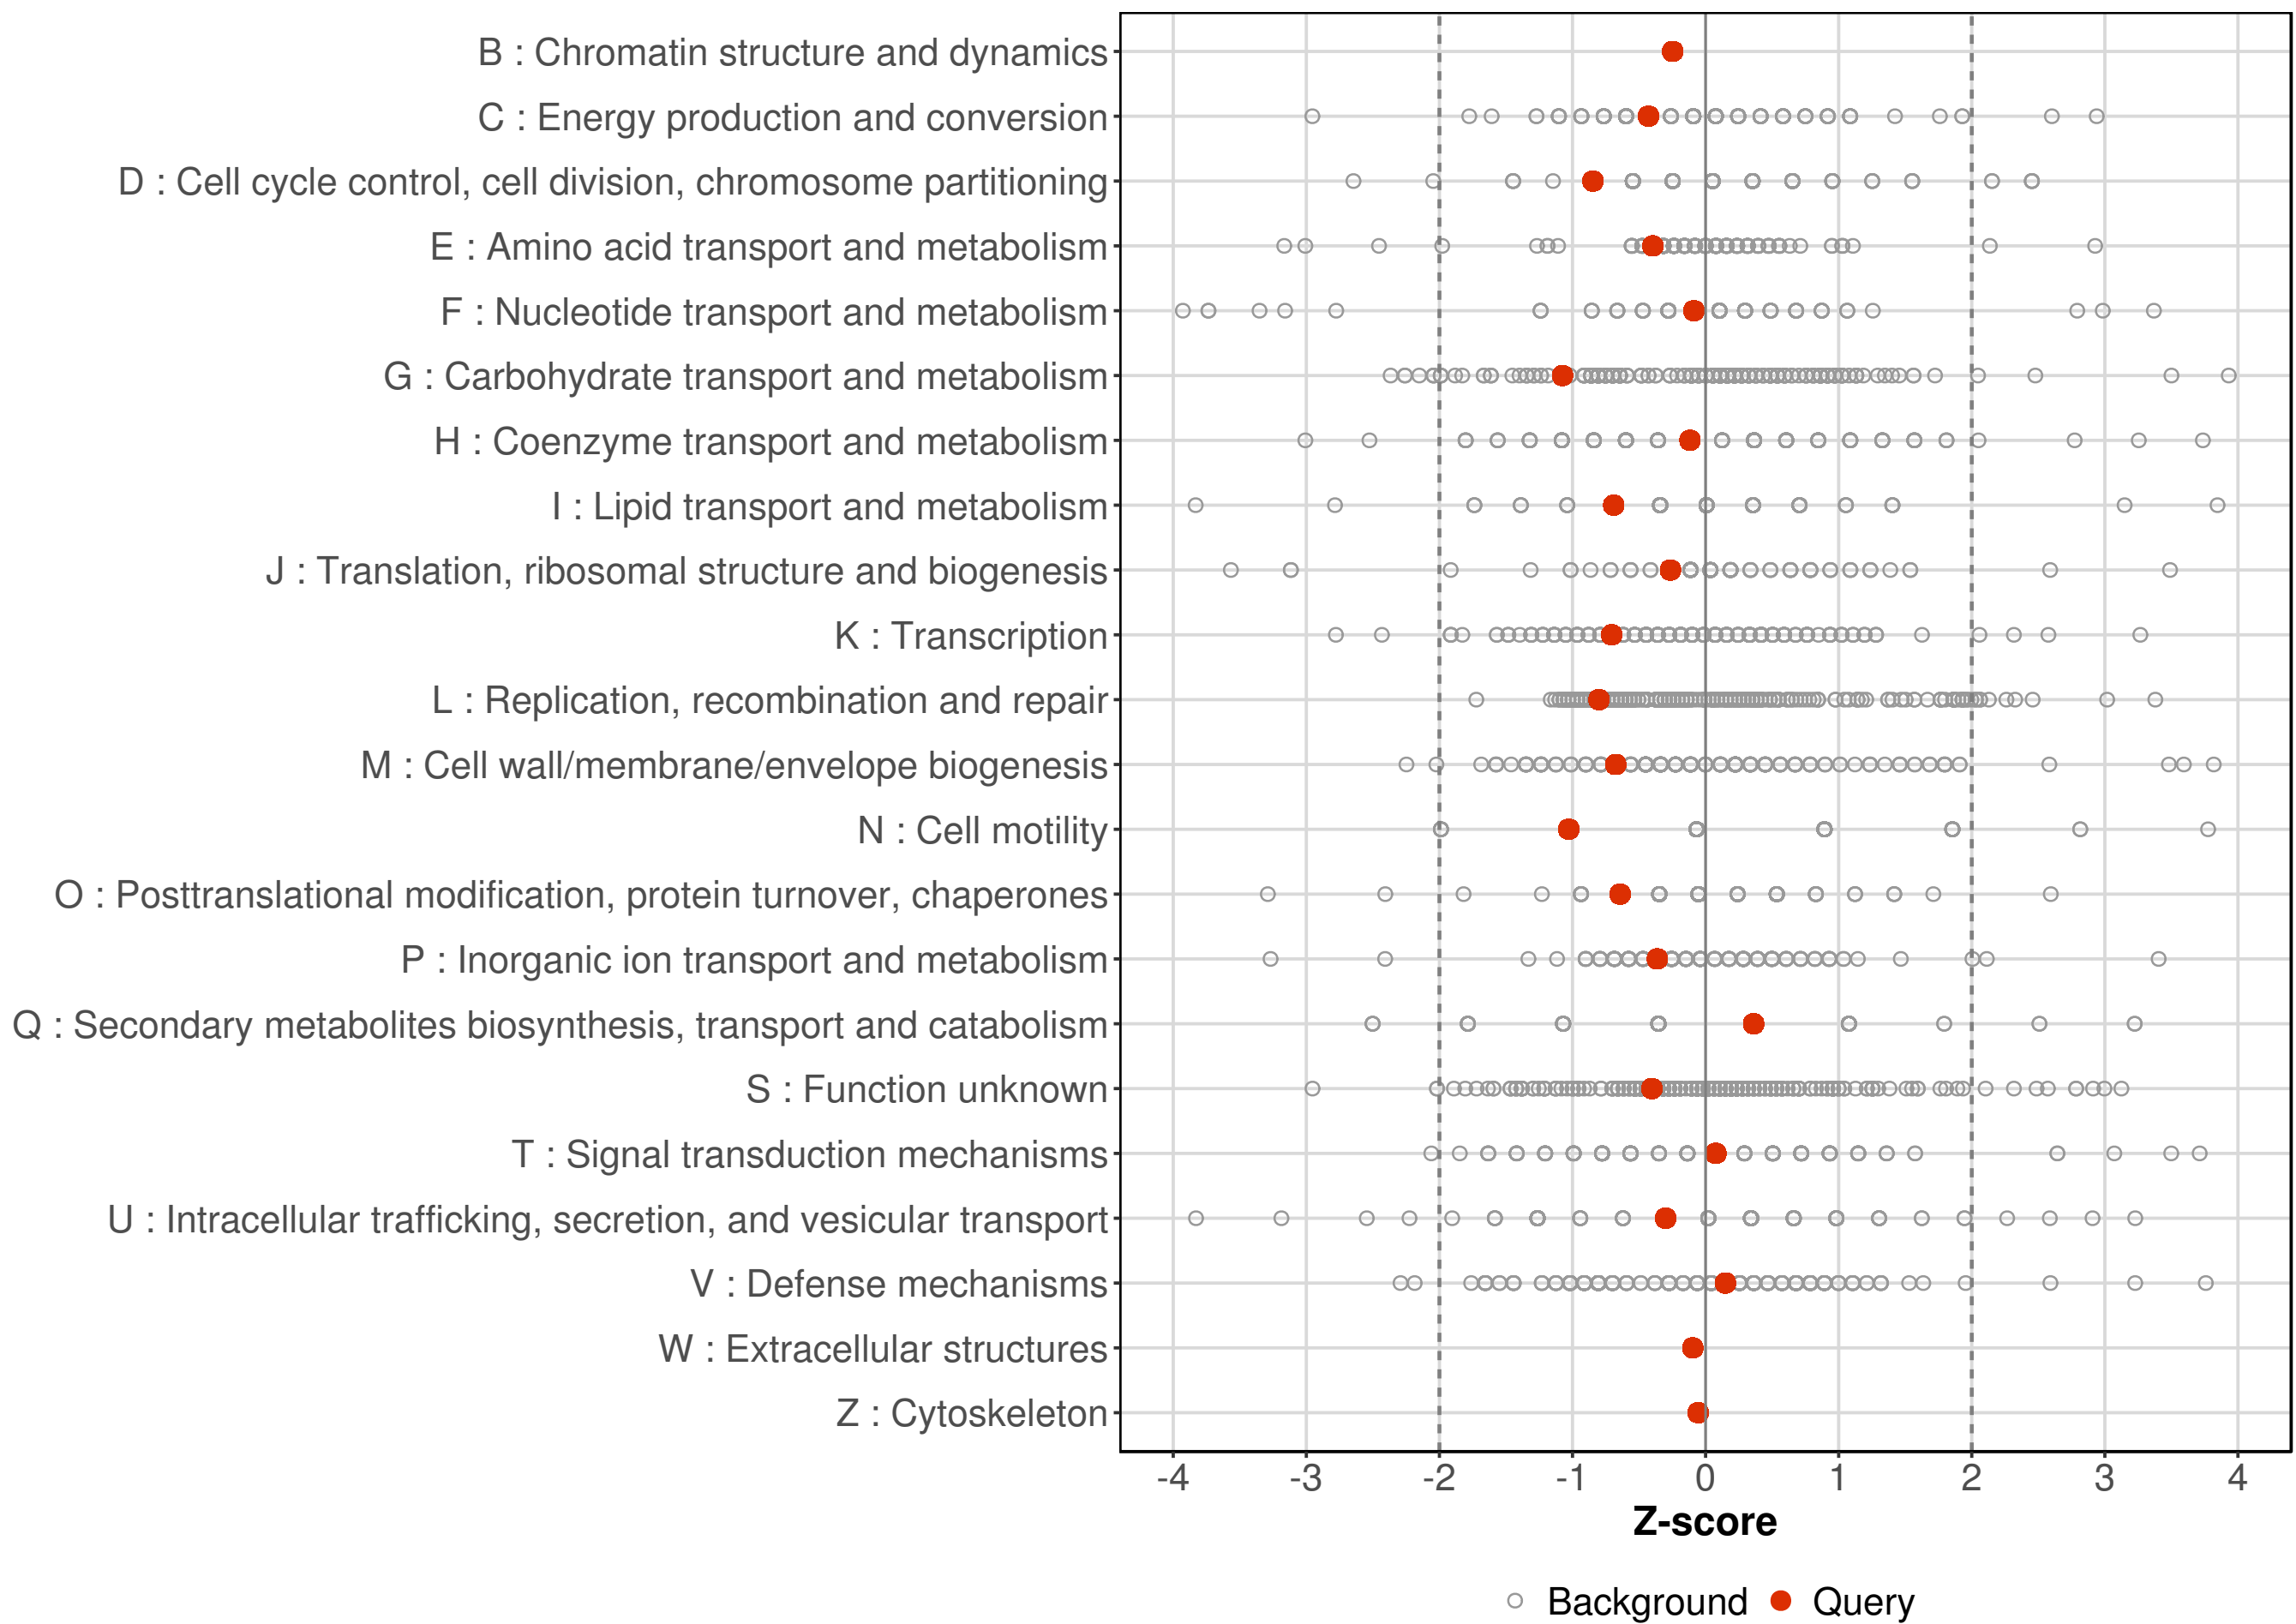 B : Chromatin structure and dynamics
C : Energy production and conversion
D : Cell cycle control, cell division, chromosome partitioning
E : Amino acid transport and metabolism
F : Nucleotide transport and metabolism
G : Carbohydrate transport and metabolism
H : Coenzyme transport and metabolism
I : Lipid transport and metabolism
J : Translation, ribosomal structure and biogenesis
K : Transcription
L : Replication, recombination and repair
M : Cell wall/membrane/envelope biogenesis
N : Cell motility
O : Posttranslational modification, protein turnover, chaperones
P : Inorganic ion transport and metabolism
Q : Secondary metabolites biosynthesis, transport and catabolism
S : Function unknown
T : Signal transduction mechanisms
U : Intracellular trafficking, secretion, and vesicular transport
V : Defense mechanisms
W : Extracellular structures
Z : Cytoskeleton
-4 -3 -2 -1 0 1 2 3 4
Z-score
Background Query